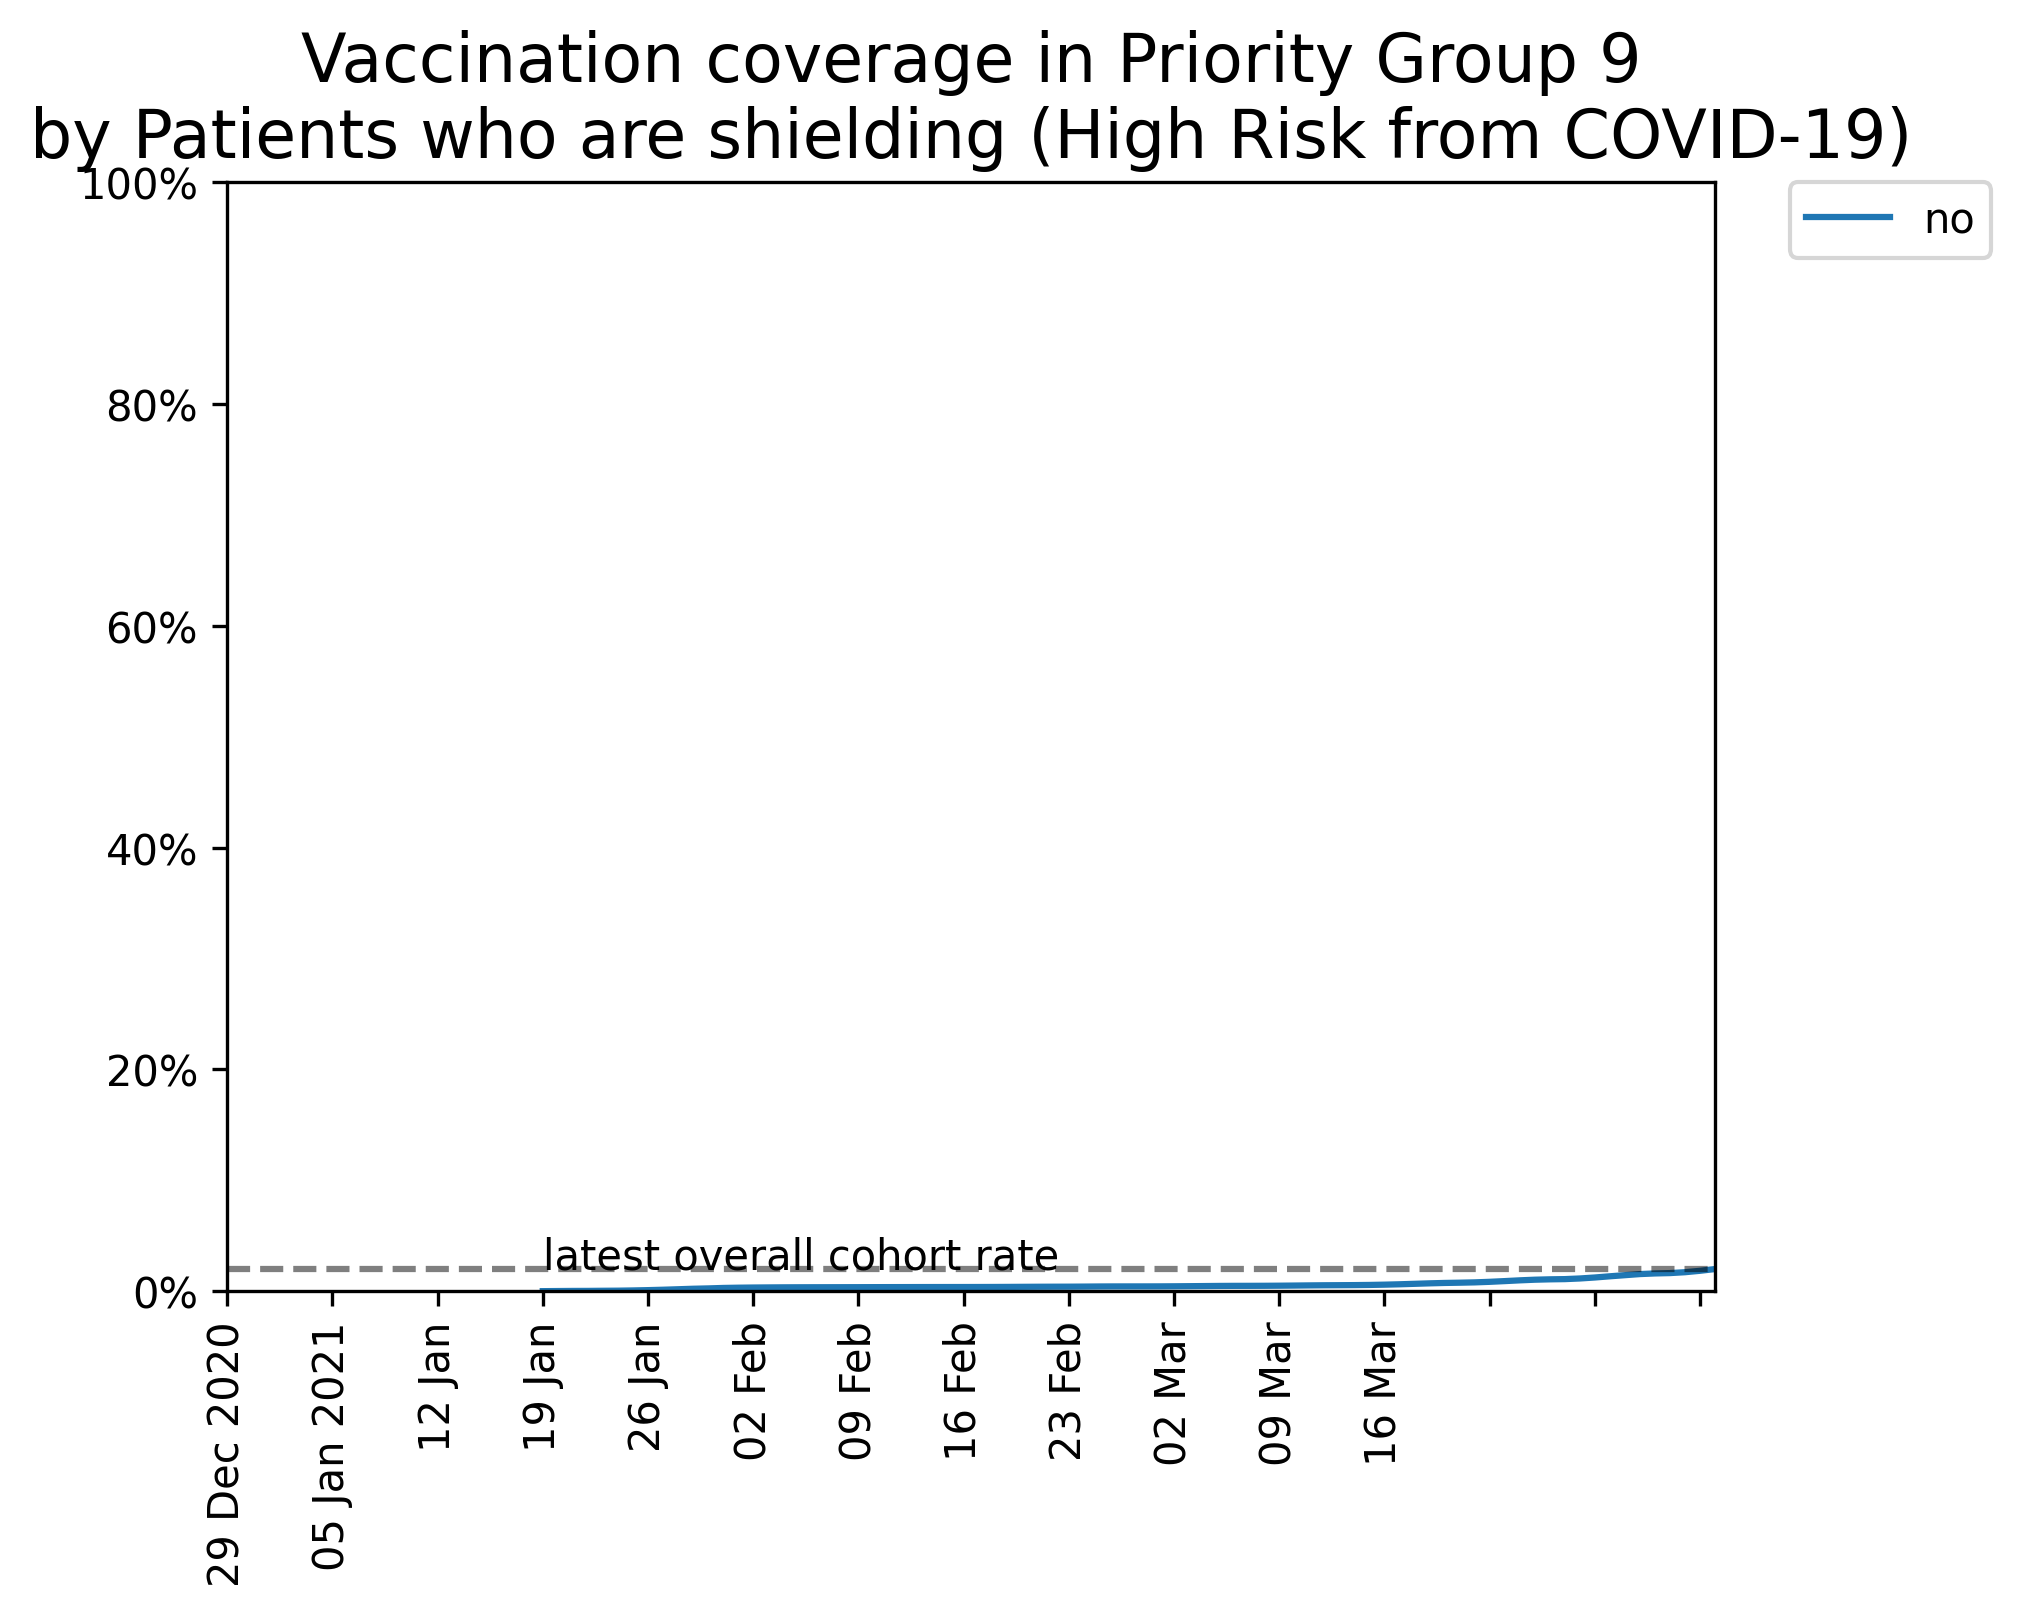 Vaccination coverage in Priority Group 9
by Patients who are shielding (High Risk from COVID-19)
100%
80%
60%
40%
20%
0%
no
latest overall cohort rate
29 Dec 2020
05 Jan 2021
12 Jan
19 Jan
26 Jan
02 Feb
09 Feb
16 Feb
23 Feb
02 Mar
09 Mar
16 Mar